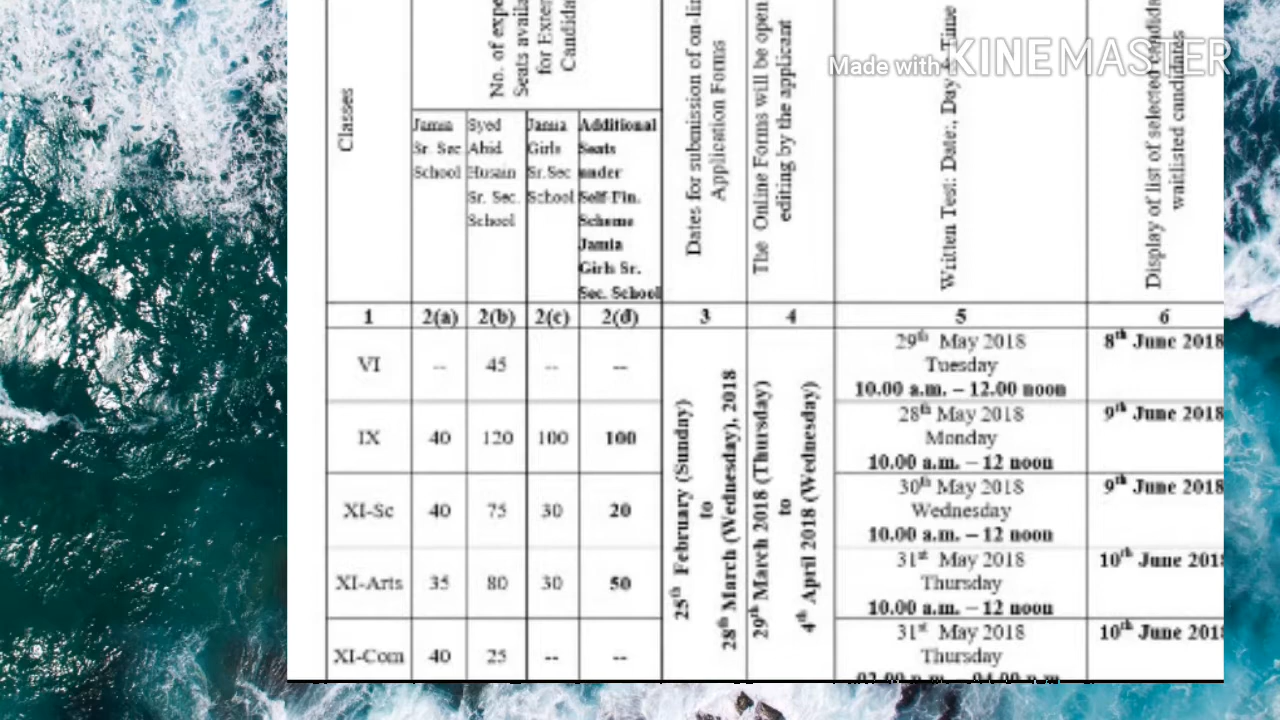 Made with KINEMASTER
Classes
No. of
Seats
for
Dates for submission of
Application Forms
The Online Forms will be open
editing by the applicant
Written Test: Date:, Day & Time
Display of list of selected
waitlisted candidates
Jamia
Sr. Sec
School
Syed
Abid
Husain
Sr. Sec.
School
Jamia
Girls
Sr.Sec
School
Additional
Seats
under
Self-Fin.
Scheme
Jamia
Girls Sr.
Sec. School
1 2(a) 2(b) 2(c) 2(d) 3 4 5 6
25th February (Sunday)
to
28th March (Wednesday), 2018
29th March 2018 (Thursday)
to
4th April 2018 (Wednesday)
VI -- 45 -- --
29th May 2018
Tuesday
10.00 a.m. – 12.00 noon
8th June 2018
IX 40 120 100 100
28th May 2018
Monday
10.00 a.m. – 12 noon
9th June 2018
XI-Sc 40 75 30 20
30th May 2018
Wednesday
10.00 a.m. – 12 noon
9th June 2018
XI-Arts 35 80 30 50
31st May 2018
Thursday
10.00 a.m. – 12 noon
10th June 201
XI-Com 40 25 -- --
31st May 2018
Thursday
10th June 201